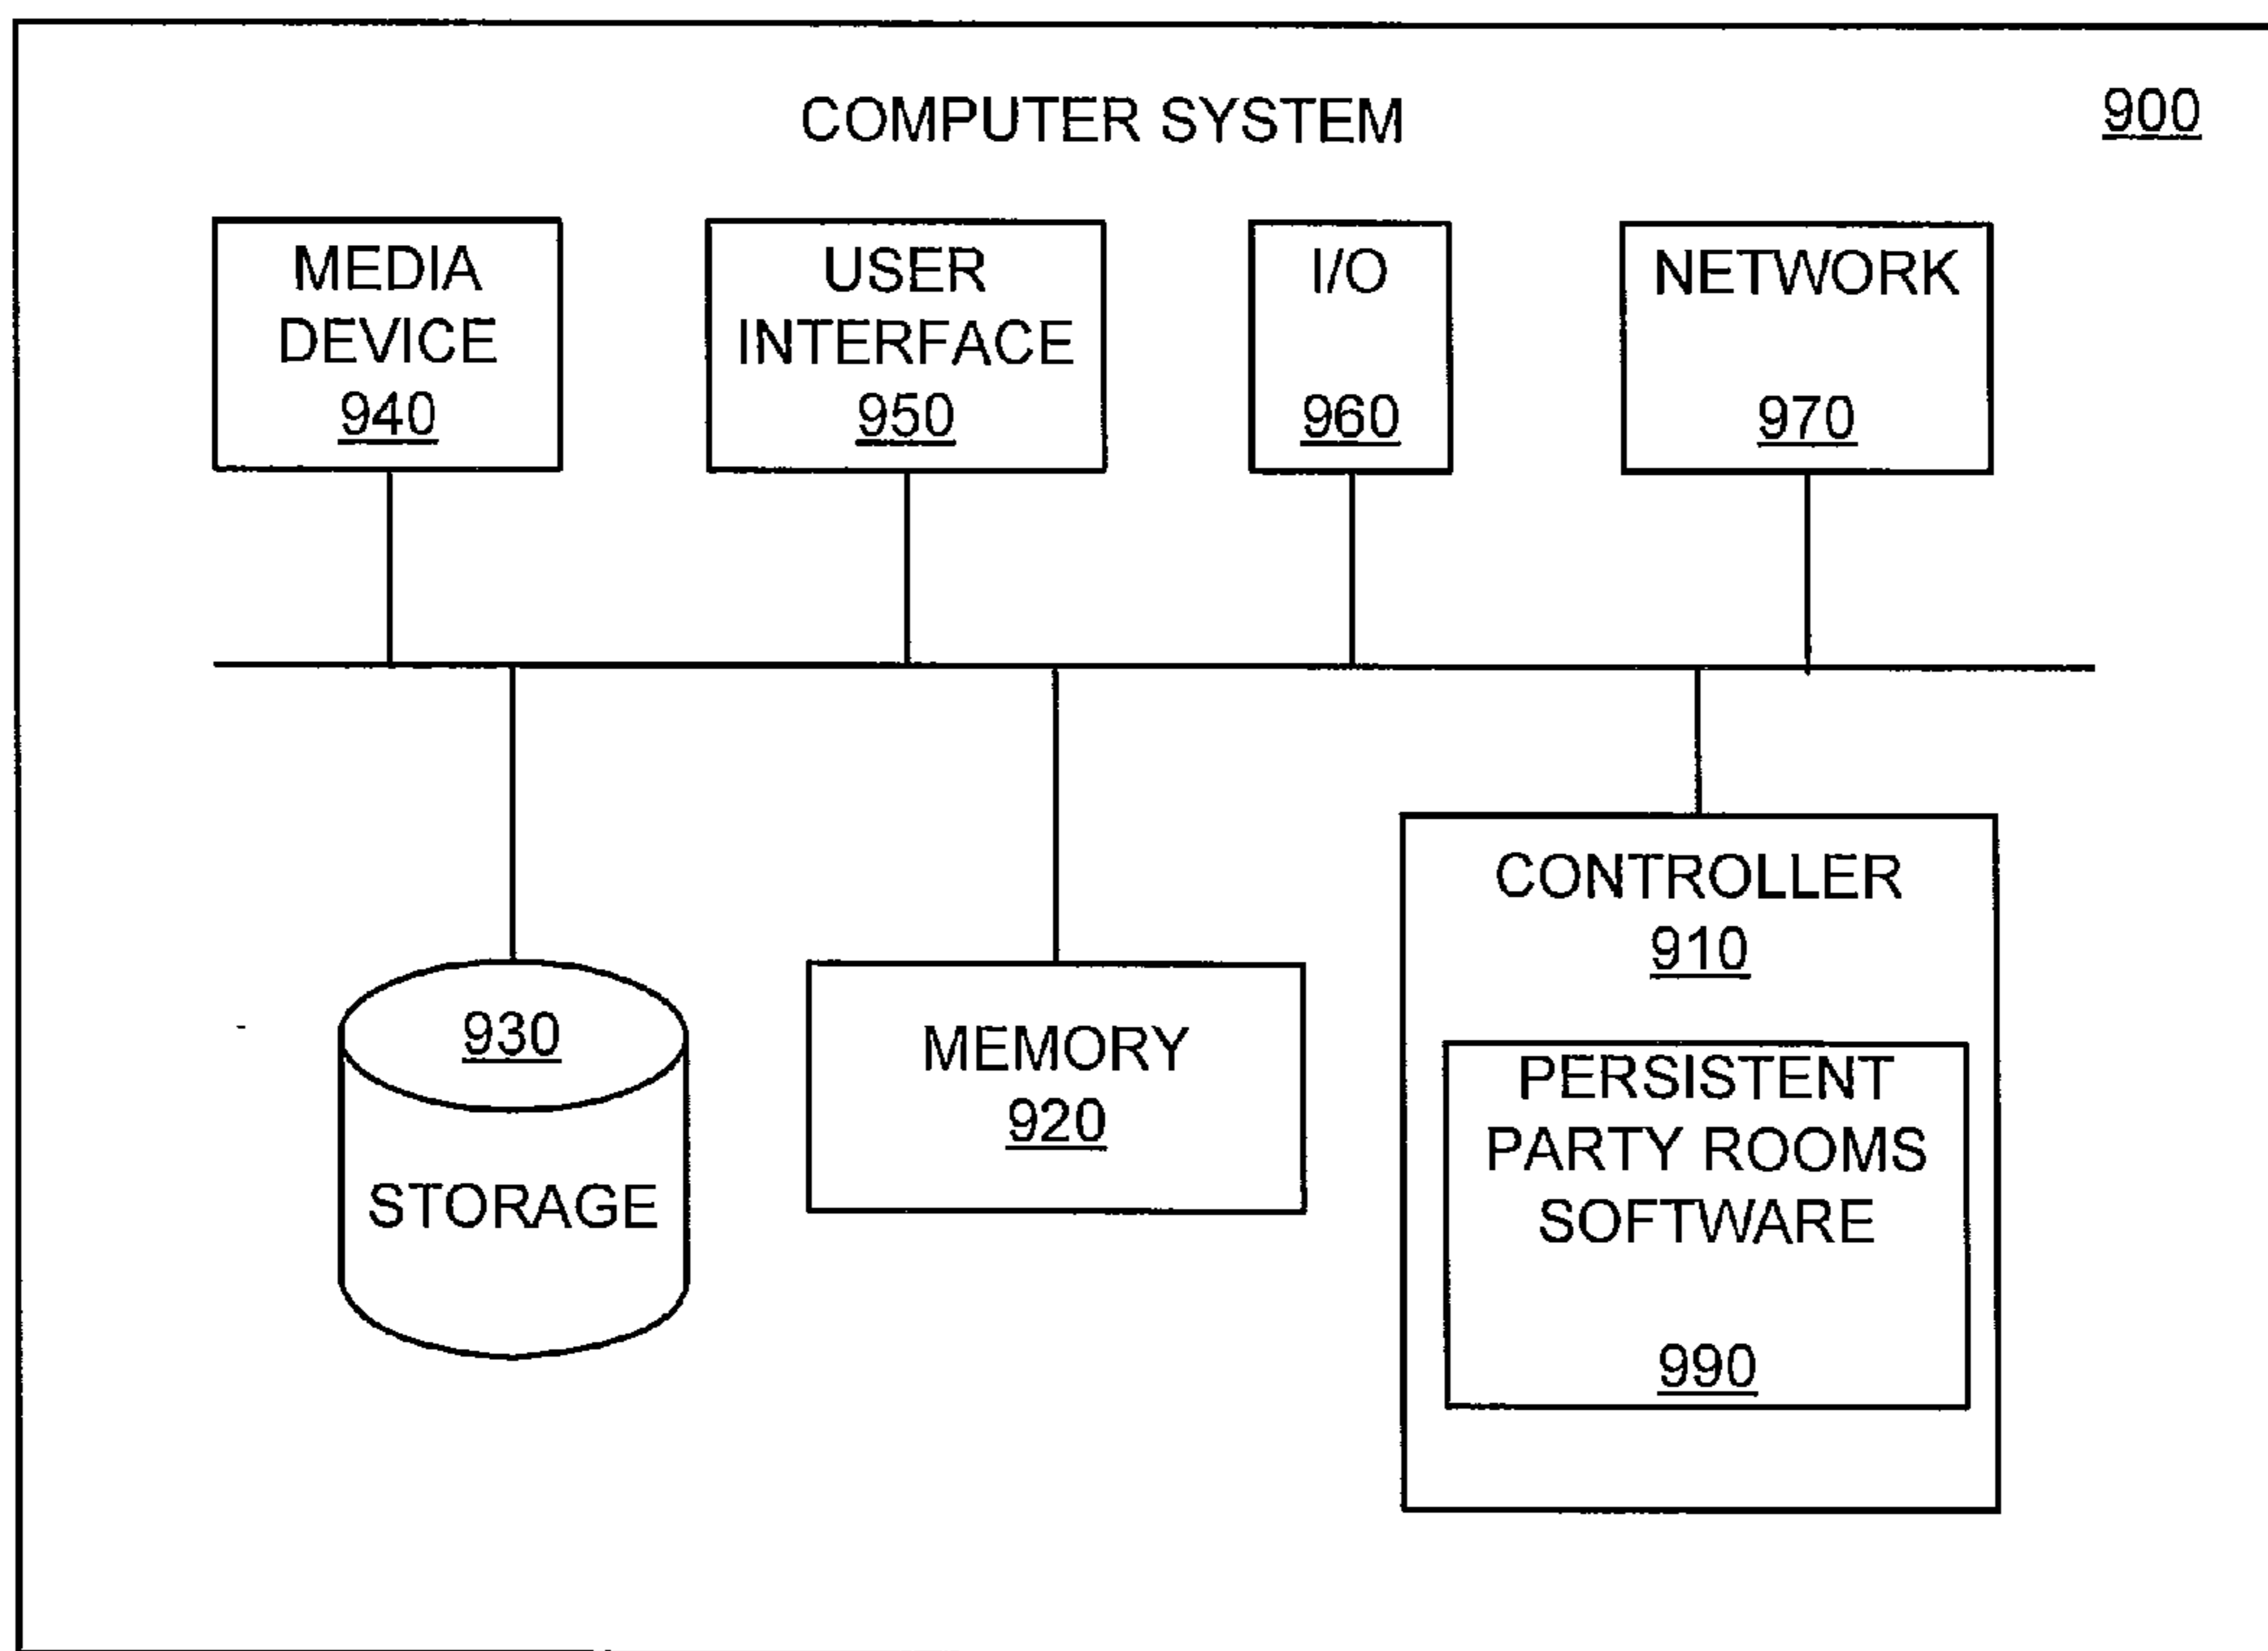 COMPUTER SYSTEM
900
MEDIA
DEVICE
940
USER
INTERFACE
950
I/O
960
NETWORK
970
930
STORAGE
MEMORY
920
CONTROLLER
910
PERSISTENT
PARTY ROOMS
SOFTWARE
990